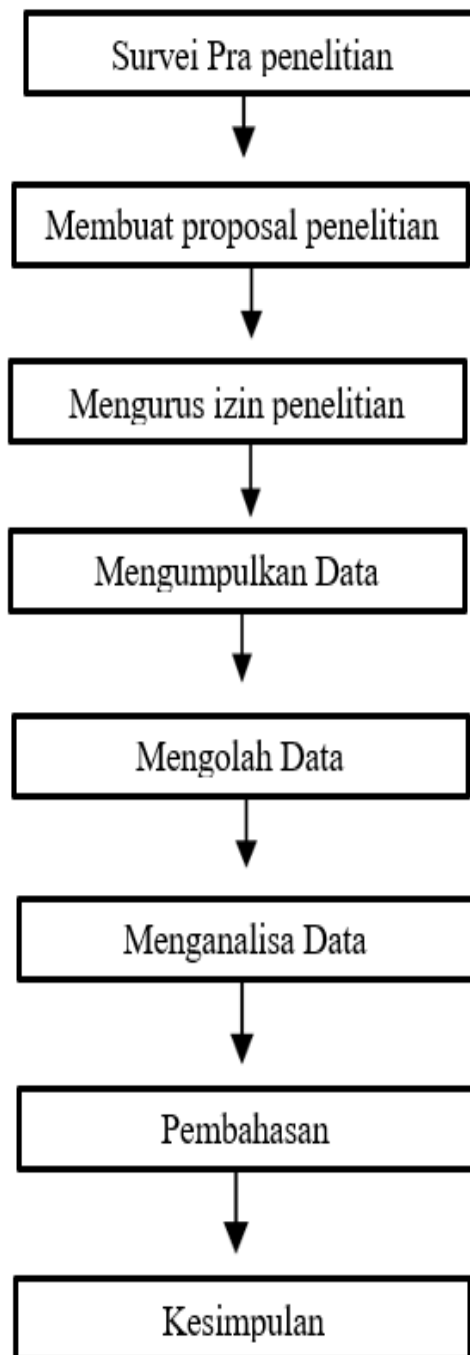 Survei Pra penelitian
Membuat proposal penelitian
Mengurus izin penelitian
Mengumpulkan Data
Mengolah Data
Menganalisa Data
Pembahasan
Kesimpulan